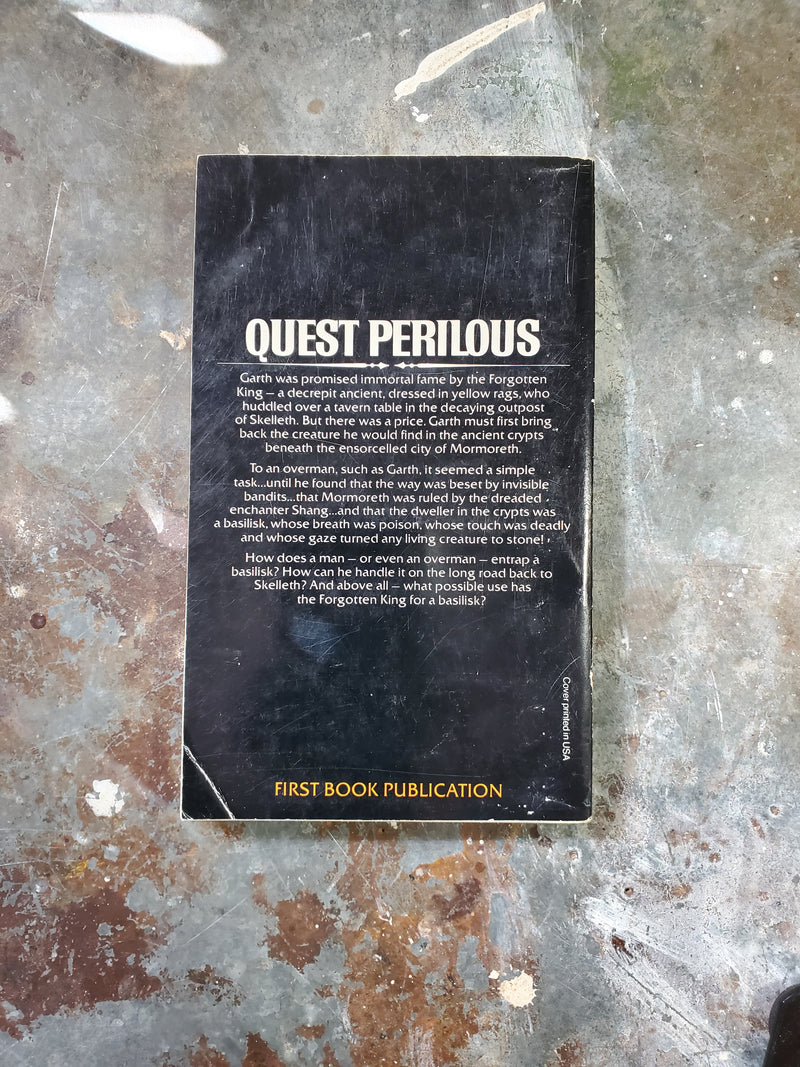 QUEST PERILOUS
Garth was promised immortal fame by the Forgotten
King – a decrepit ancient, dressed in yellow rags, who
huddled over a tavern table in the decaying outpost
of Skelleth. But there was a price. Garth must first bring
back the creature he would find in the ancient crypts
beneath the ensorcelled city of Mormoreth.
To an overman, such as Garth, it seemed a simple
task...until he found that the way was beset by invisible
bandits...that Mormoreth was ruled by the dreaded
enchanter Shang...and that the dweller in the crypts was
a basilisk, whose breath was poison, whose touch was deadly
and whose gaze turned any living creature to stone!
How does a man – or even an overman – entrap a
basilisk? How can he handle it on the long road back to
Skelleth? And above all – what possible use has
the Forgotten King for a basilisk?
Cover printed in USA
FIRST BOOK PUBLICATION